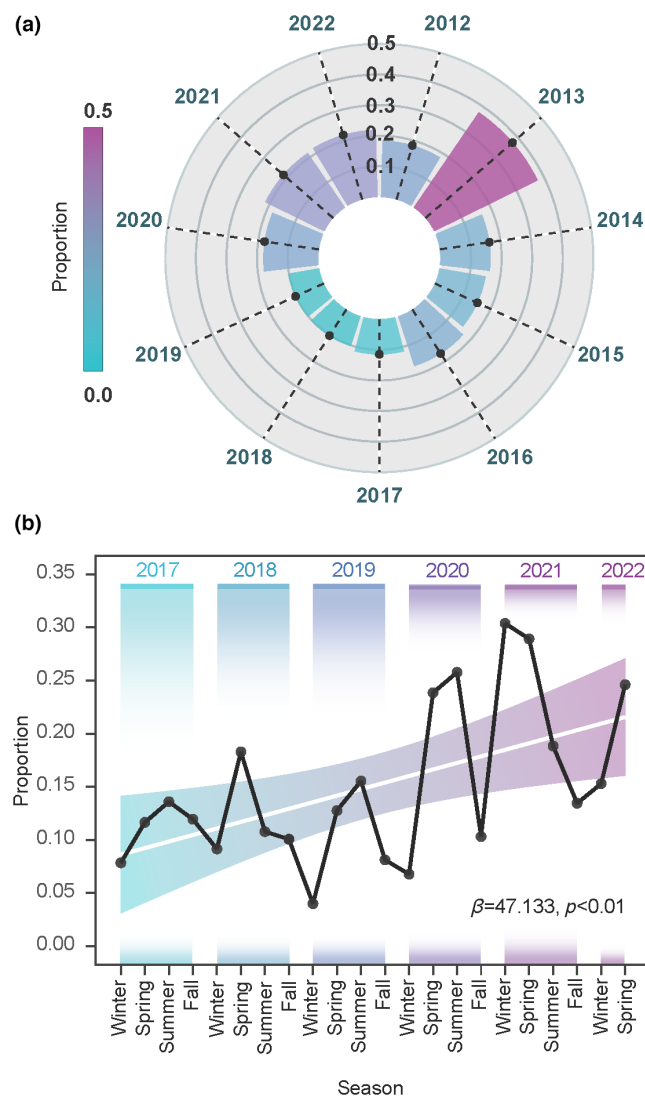 (a)
2022
2012
0.5
0.4
2021
0.3
2013
0.5
0.2
0.1
2020
2014
Proportion
2019
2015
0.0
2018
2016
2017
(b)
0.35
2017
2018
2019
2020
2021
2022
0.30
0.25
0.20
Proportion
0.15
0.10
0.05
β=47.133, p<0.01
0.00
Winter
Spring
Summer
Fall
Winter
Spring
Summer
Fall
Winter
Spring
Summer
Fall
Winter
Spring
Summer
Fall
Winter
Spring
Summer
Fall
Winter
Spring
Season